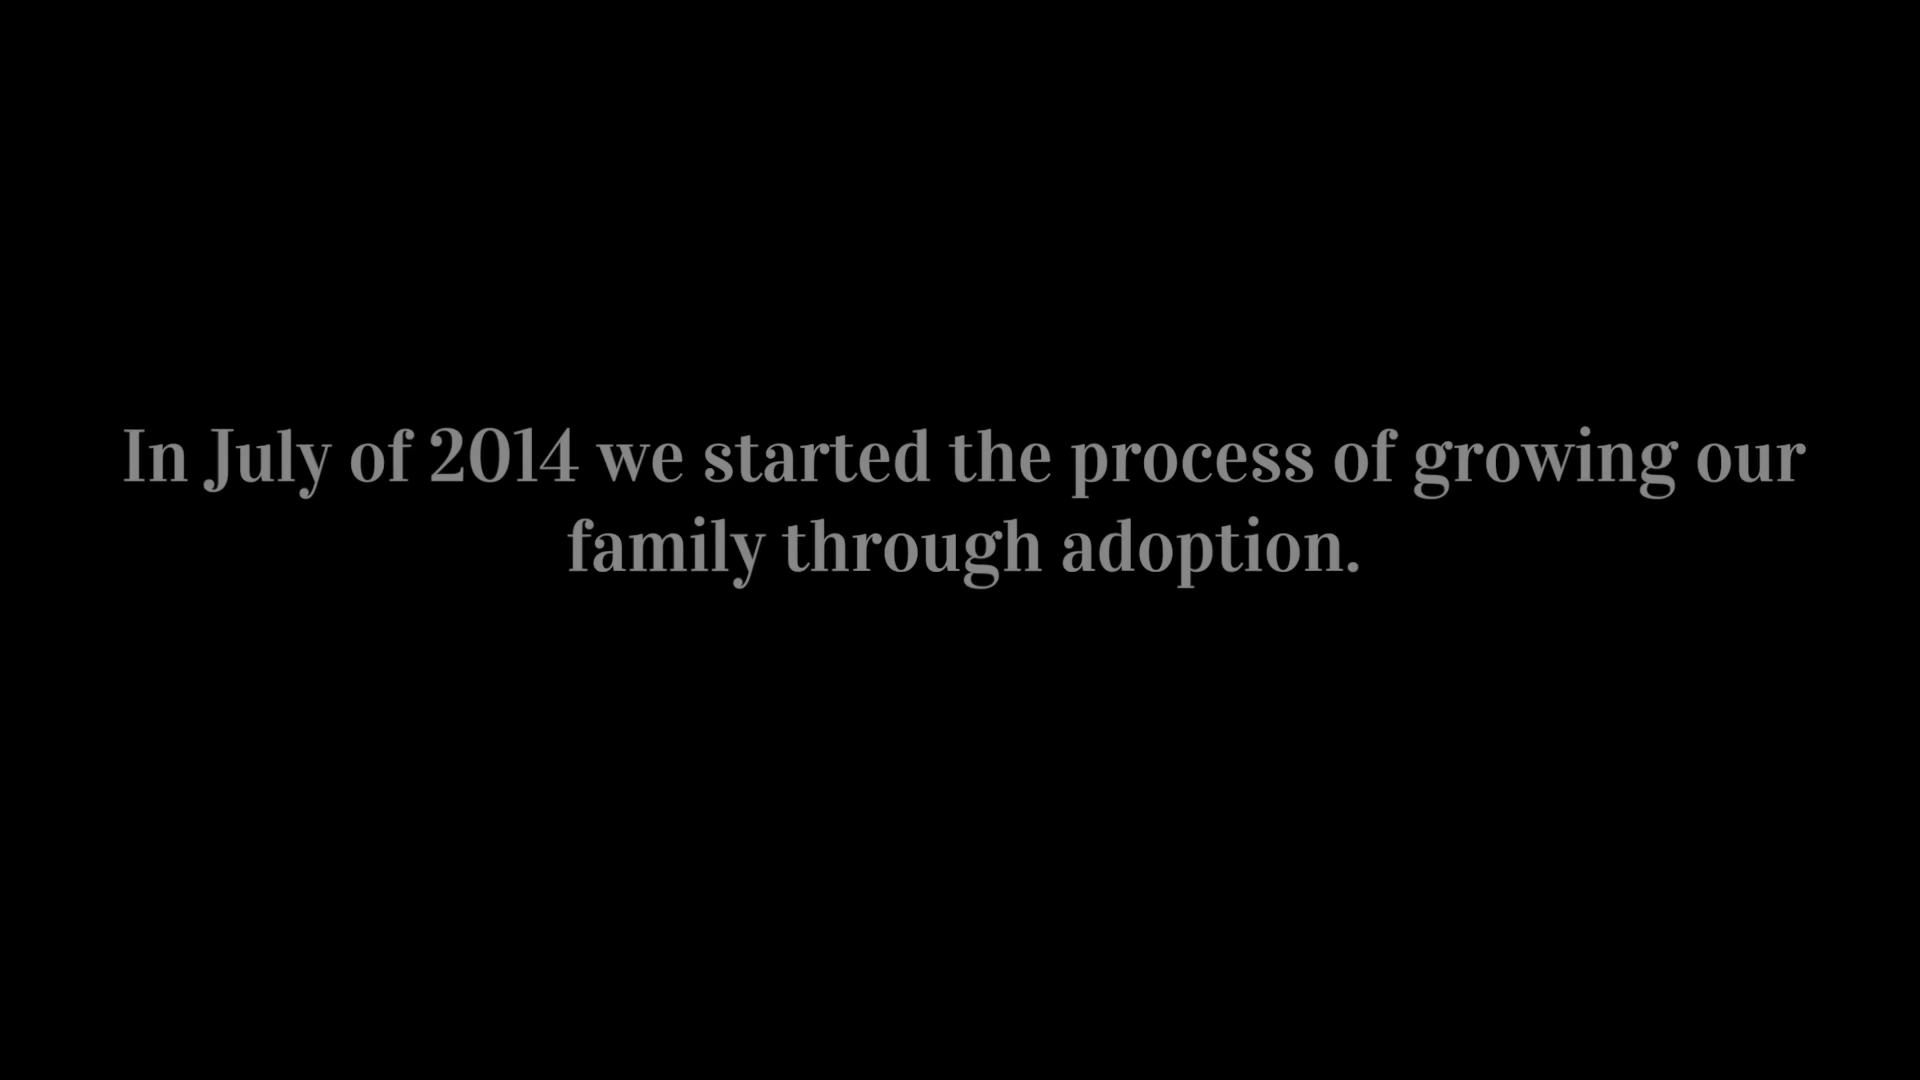 In July of 2014 we started the process of growing our
family through adoption.